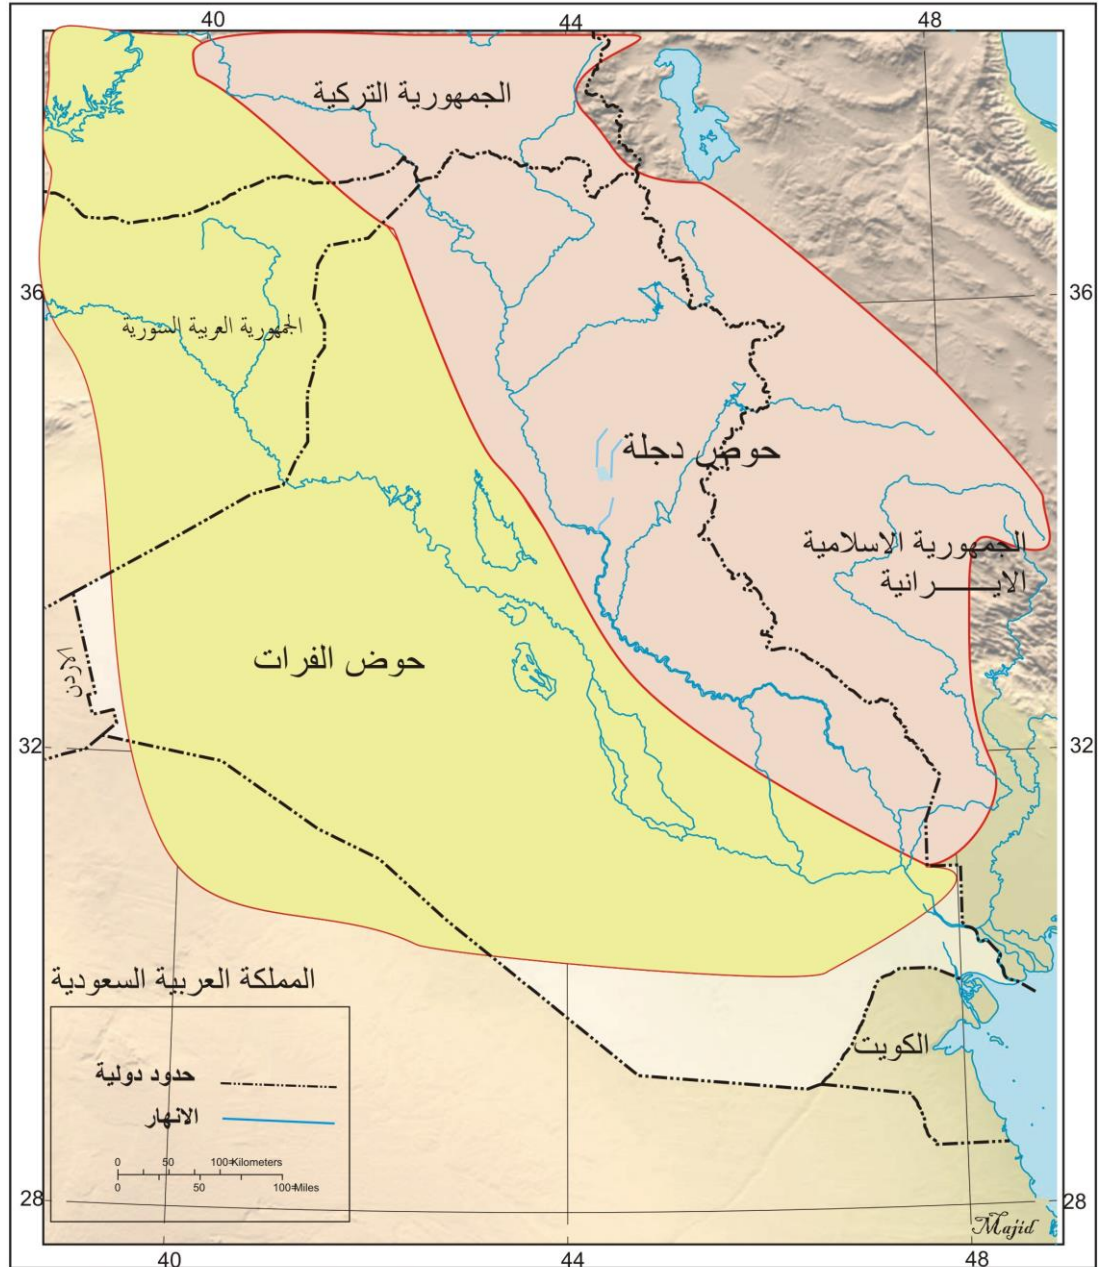 40 44 48
الجمهورية التركية
36 36
الجمهورية العربية السورية
حوض دجلة
الجمهورية الاسلامية
الايـــــرانية
حوض الفرات
الاردن
32 32
المملكة العربية السعودية
الكويت
حدود دولية
الانهار
0 50 100 Kilometers
0 50 100 Miles
28 28
Majid
40 44 48